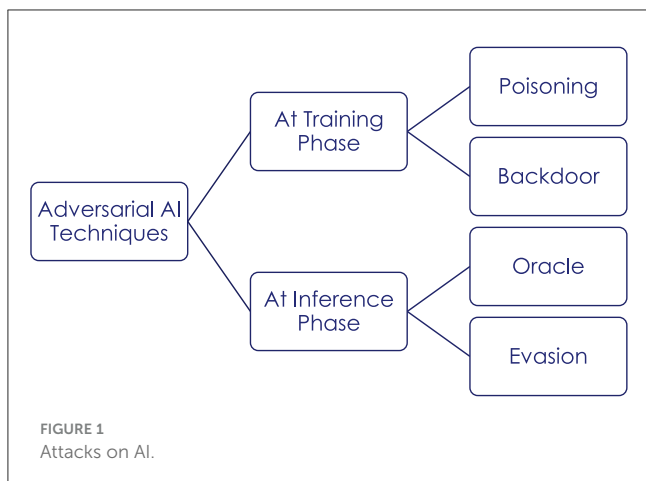 Adversarial AI
Techniques
At Training
Phase
Poisoning
Backdoor
At Inference
Phase
Oracle
Evasion
FIGURE 1
Attacks on AI.